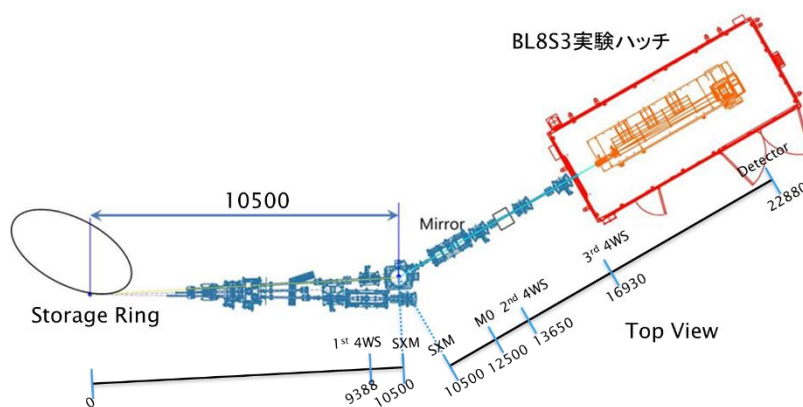 BL8S3実験ハッチ
10500
Mirror
Detector
22880
3rd 4WS
16930
Storage Ring
1st 4WS
SXM
SXM
M0
2nd 4WS
Top View
0
9388
10500
10500
12500
13650